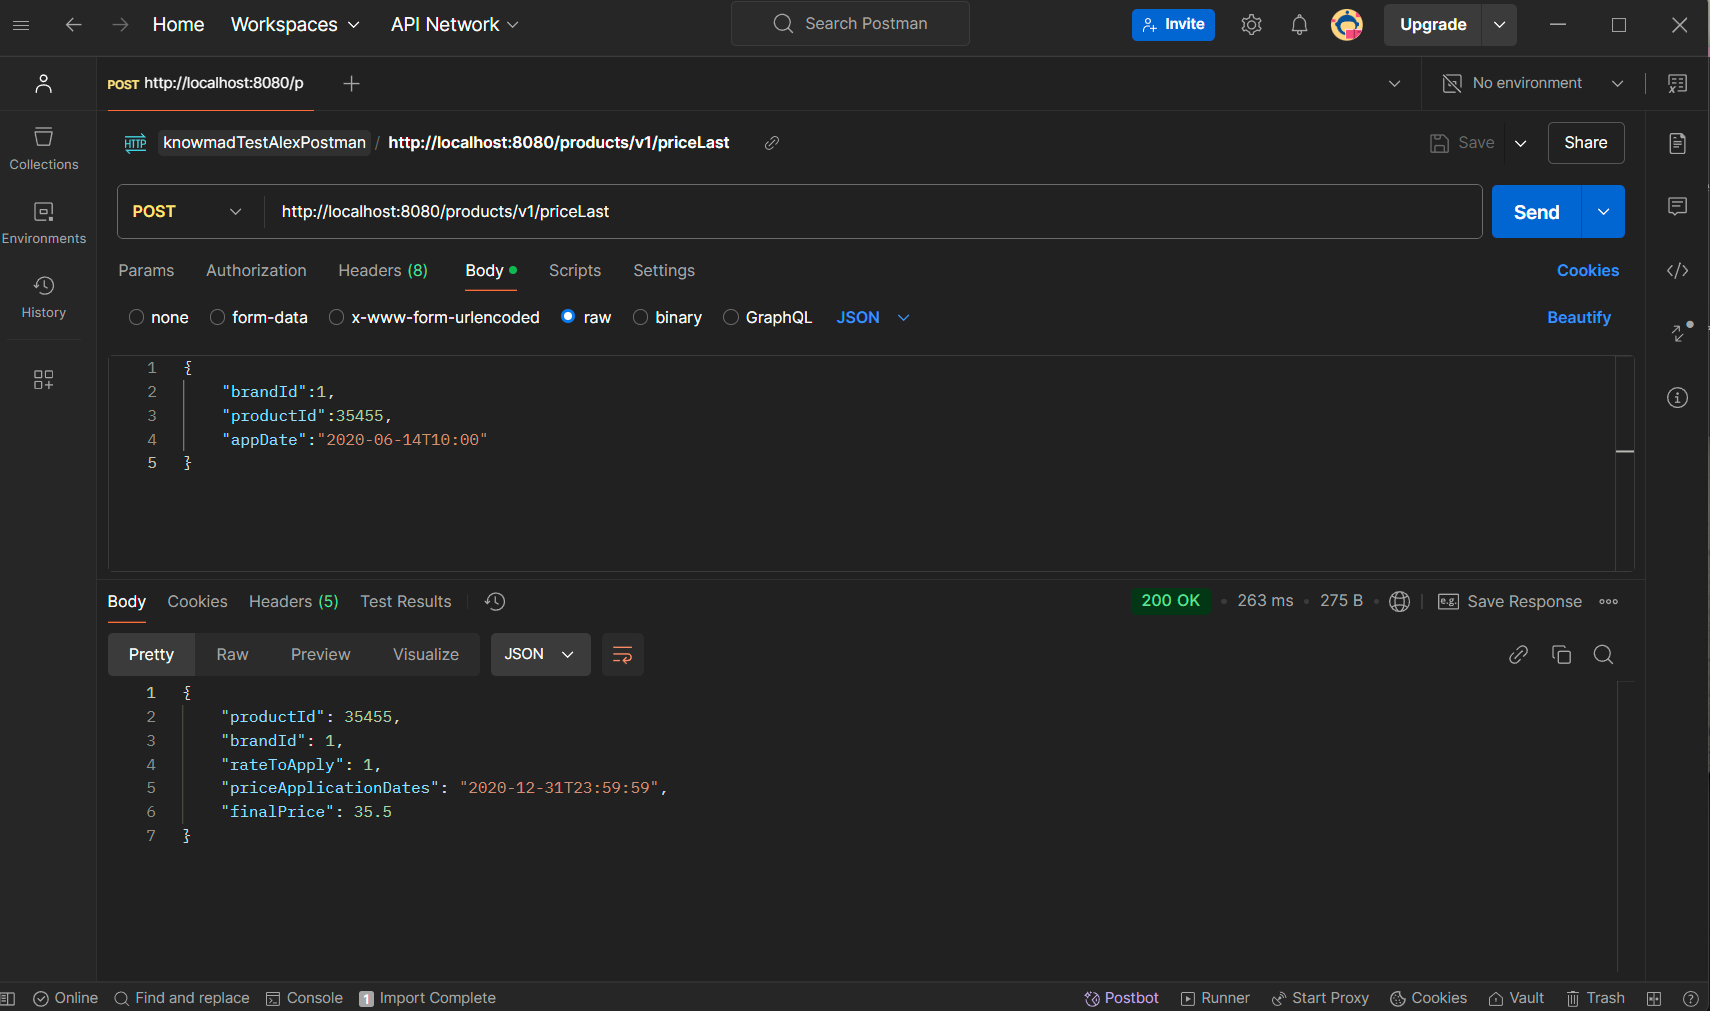 Home Workspaces API Network Search Postman Invite Upgrade
POST http://localhost:8080/p No environment
knowmadTestAlexPostman / http://localhost:8080/products/v1/priceLast Save Share
Collections
Environments
History
POST http://localhost:8080/products/v1/priceLast Send
Params Authorization Headers (8) Body Scripts Settings Cookies
none form-data x-www-form-urlencoded raw binary GraphQL JSON Beautify
1 {
2 "brandId":1,
3 "productId":35455,
4 "appDate":"2020-06-14T10:00"
5 }
Body Cookies Headers (5) Test Results 200 OK 263 ms 275 B e.g. Save Response
Pretty Raw Preview Visualize JSON
1 {
2 "productId": 35455,
3 "brandId": 1,
4 "rateToApply": 1,
5 "priceApplicationDates": "2020-12-31T23:59:59",
6 "finalPrice": 35.5
7 }
Online Find and replace Console 1 Import Complete Postbot Runner Start Proxy Cookies Vault Trash